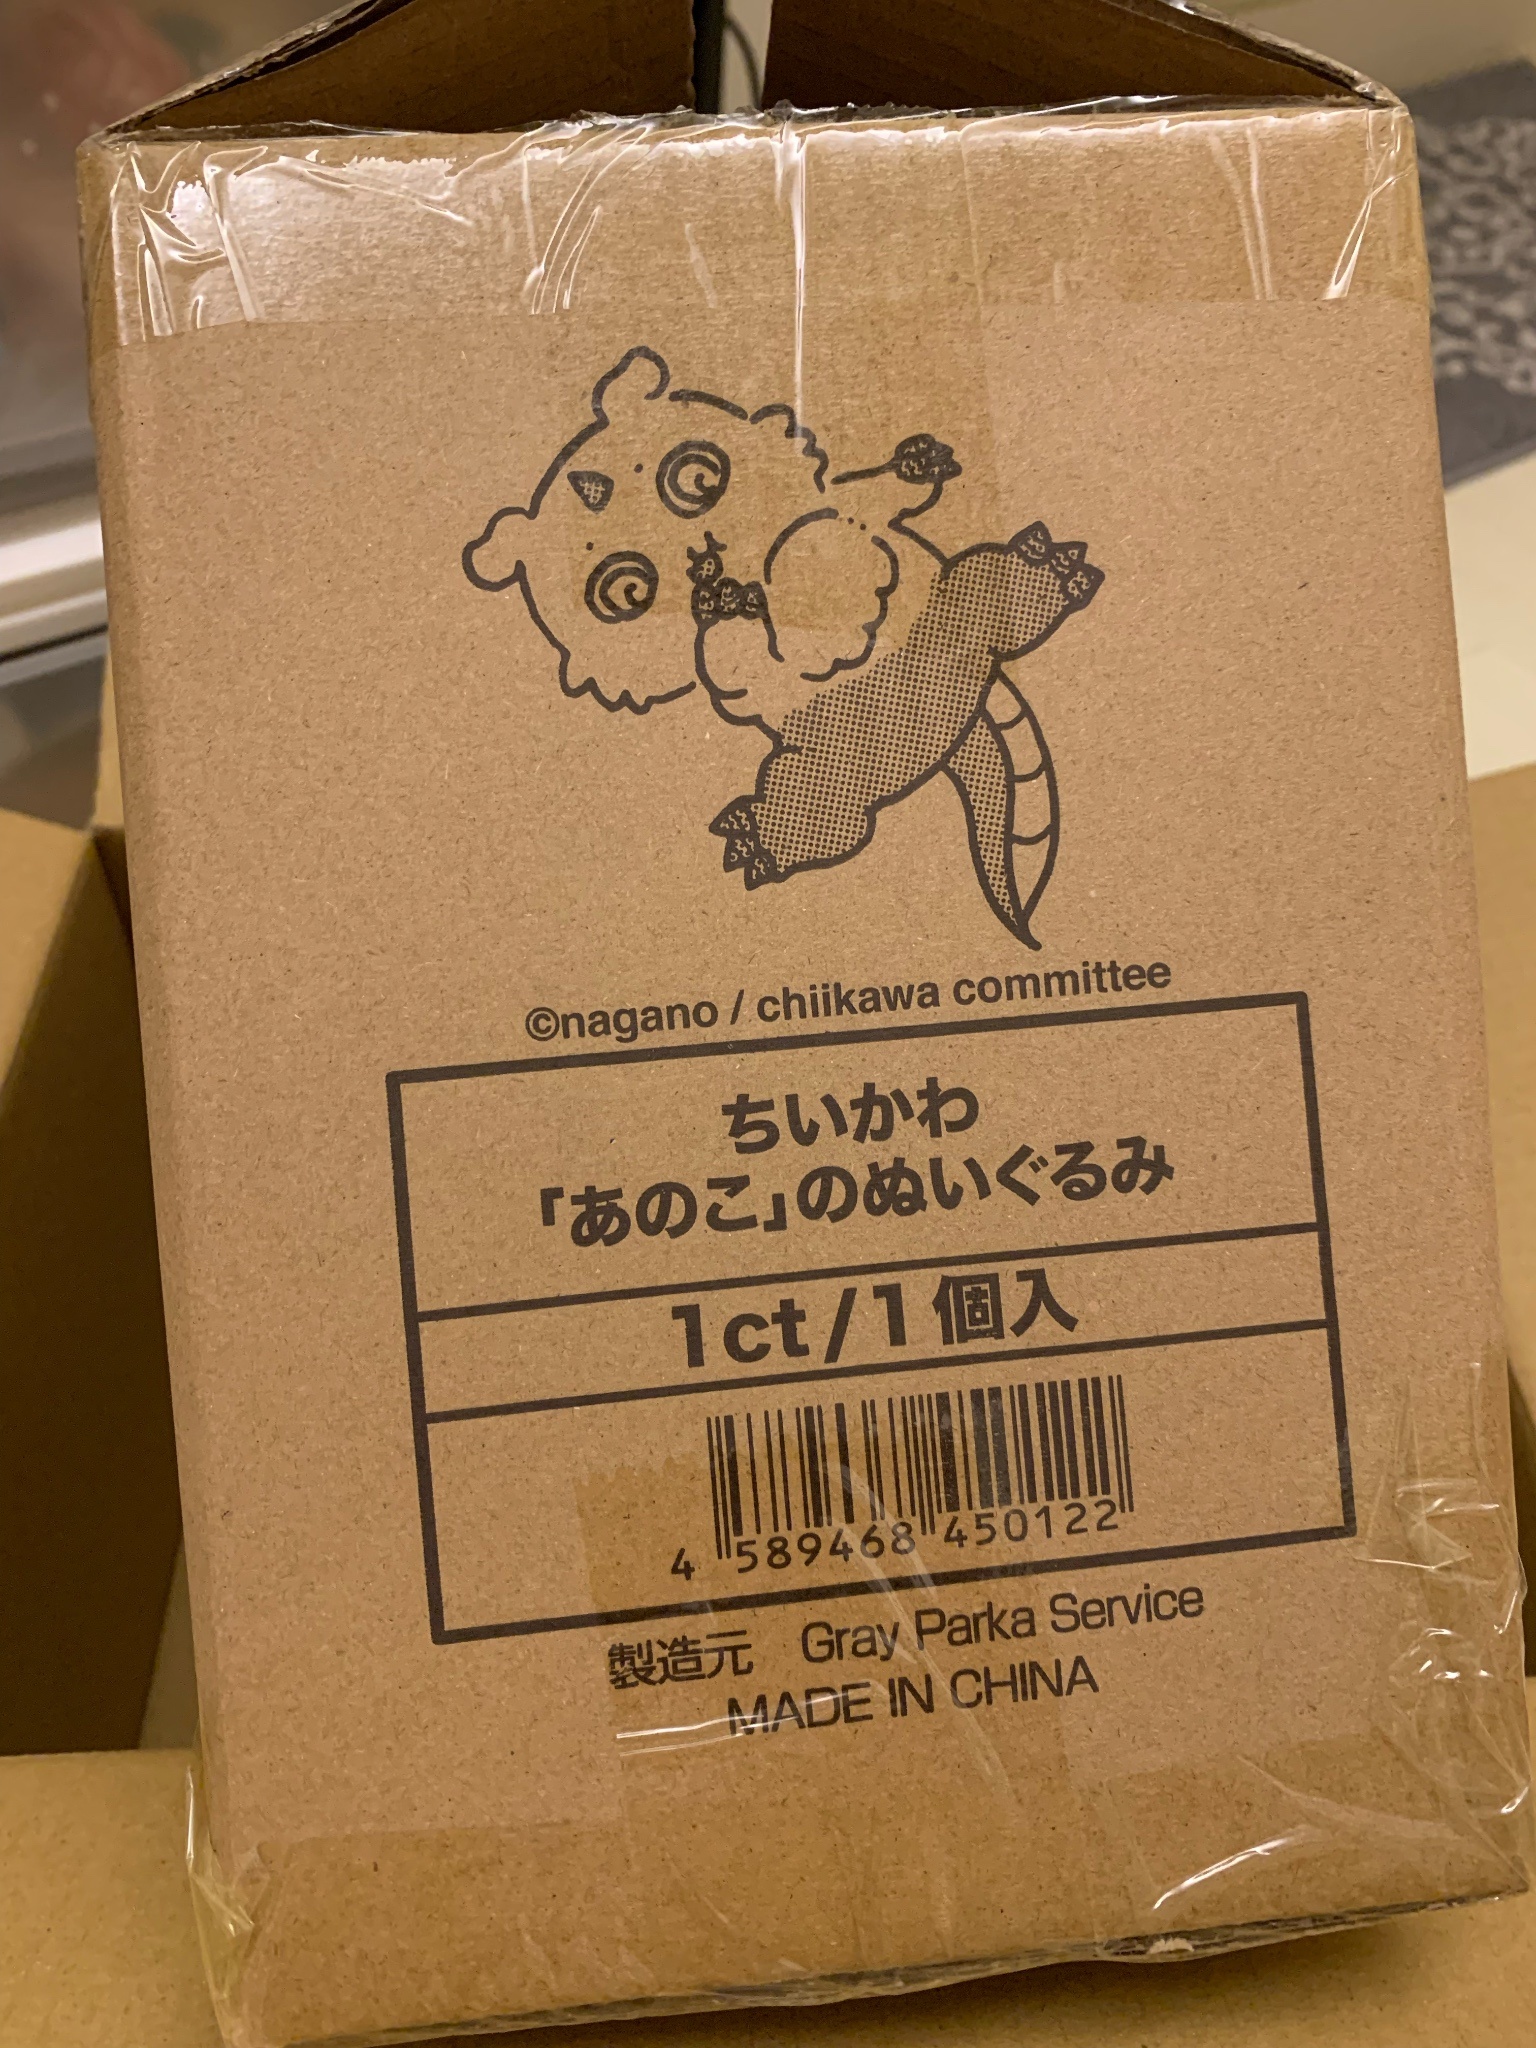 ©nagano / chiikawa committee
ちいかわ
「あのこ」のぬいぐるみ
1ct/1個入
4 589468 450122
製造元 Gray Parka Service
MADE IN CHINA